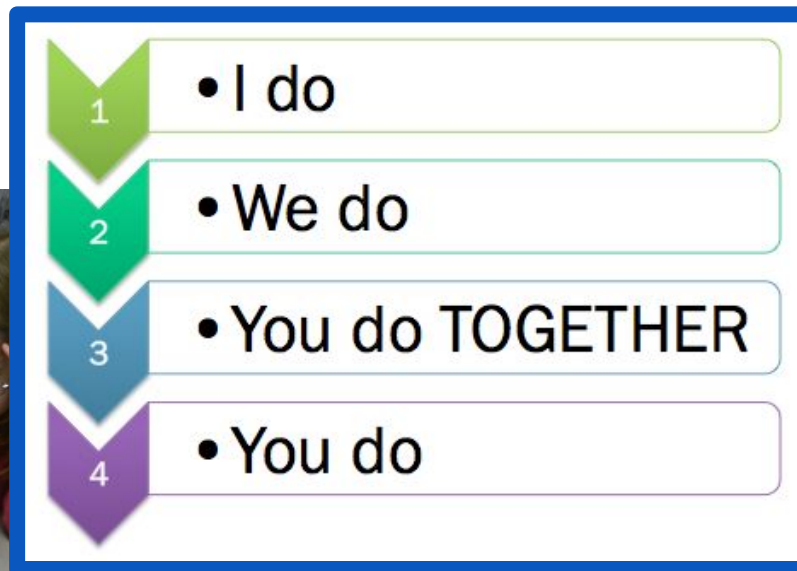 1
• I do
2
• We do
3
• You do TOGETHER
4
• You do